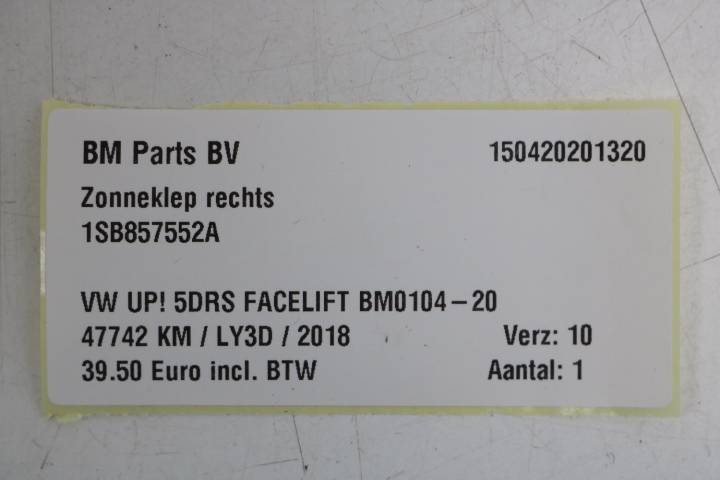 BM Parts BV 150420201320
Zonneklep rechts
1SB857552A
VW UP! 5DRS FACELIFT BM0104-20
47742 KM / LY3D / 2018 Verz: 10
39.50 Euro incl. BTW Aantal: 1